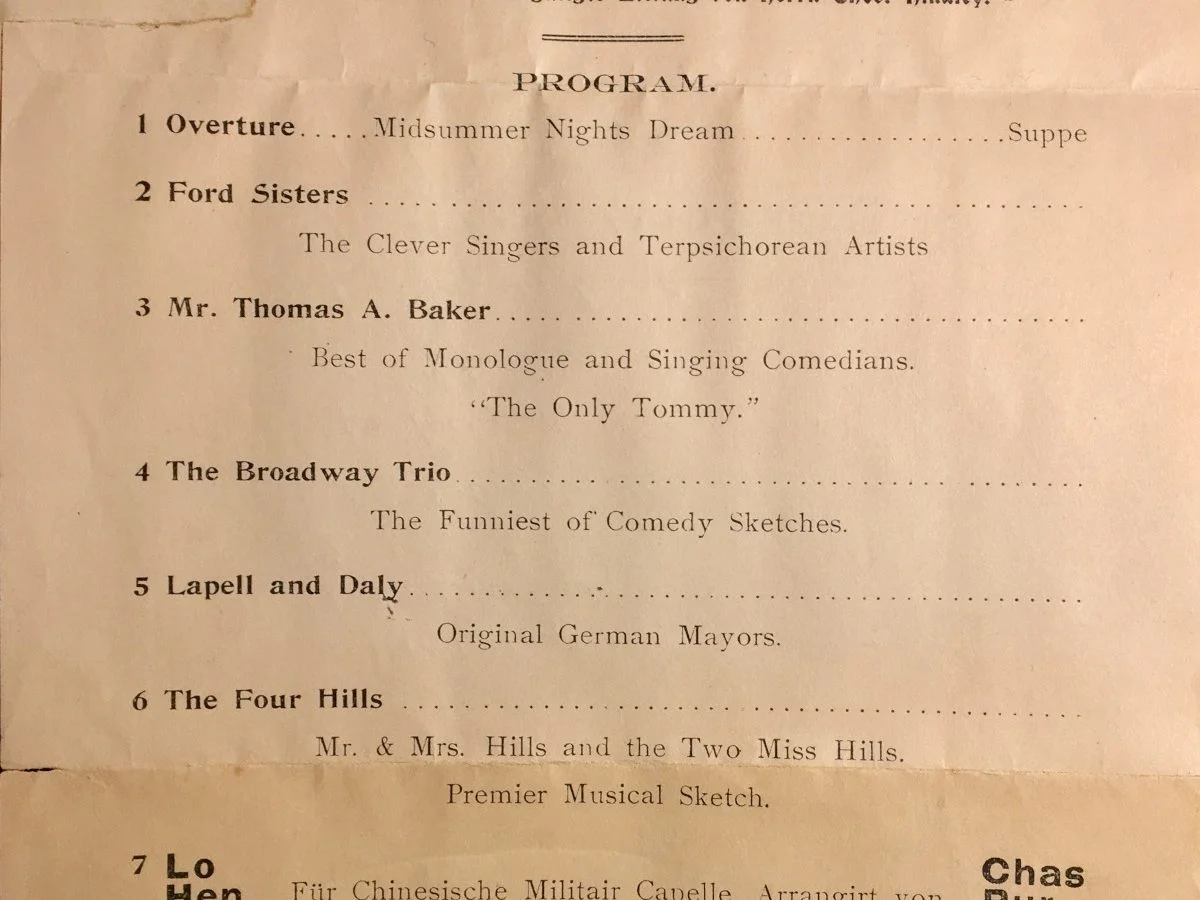 PROGRAM.
1 Overture.....Midsummer Nights Dream...................Suppe
2 Ford Sisters ........................................
The Clever Singers and Terpsichorean Artists
3 Mr. Thomas A. Baker.................................
Best of Monologue and Singing Comedians.
“The Only Tommy.”
4 The Broadway Trio...................................
The Funniest of Comedy Sketches.
5 Lapell and Daly.....................................
Original German Mayors.
6 The Four Hills ......................................
Mr. & Mrs. Hills and the Two Miss Hills.
Premier Musical Sketch.
7 Lo Chas
Hen Für Chinesische Militair Capelle, Arrangirt von